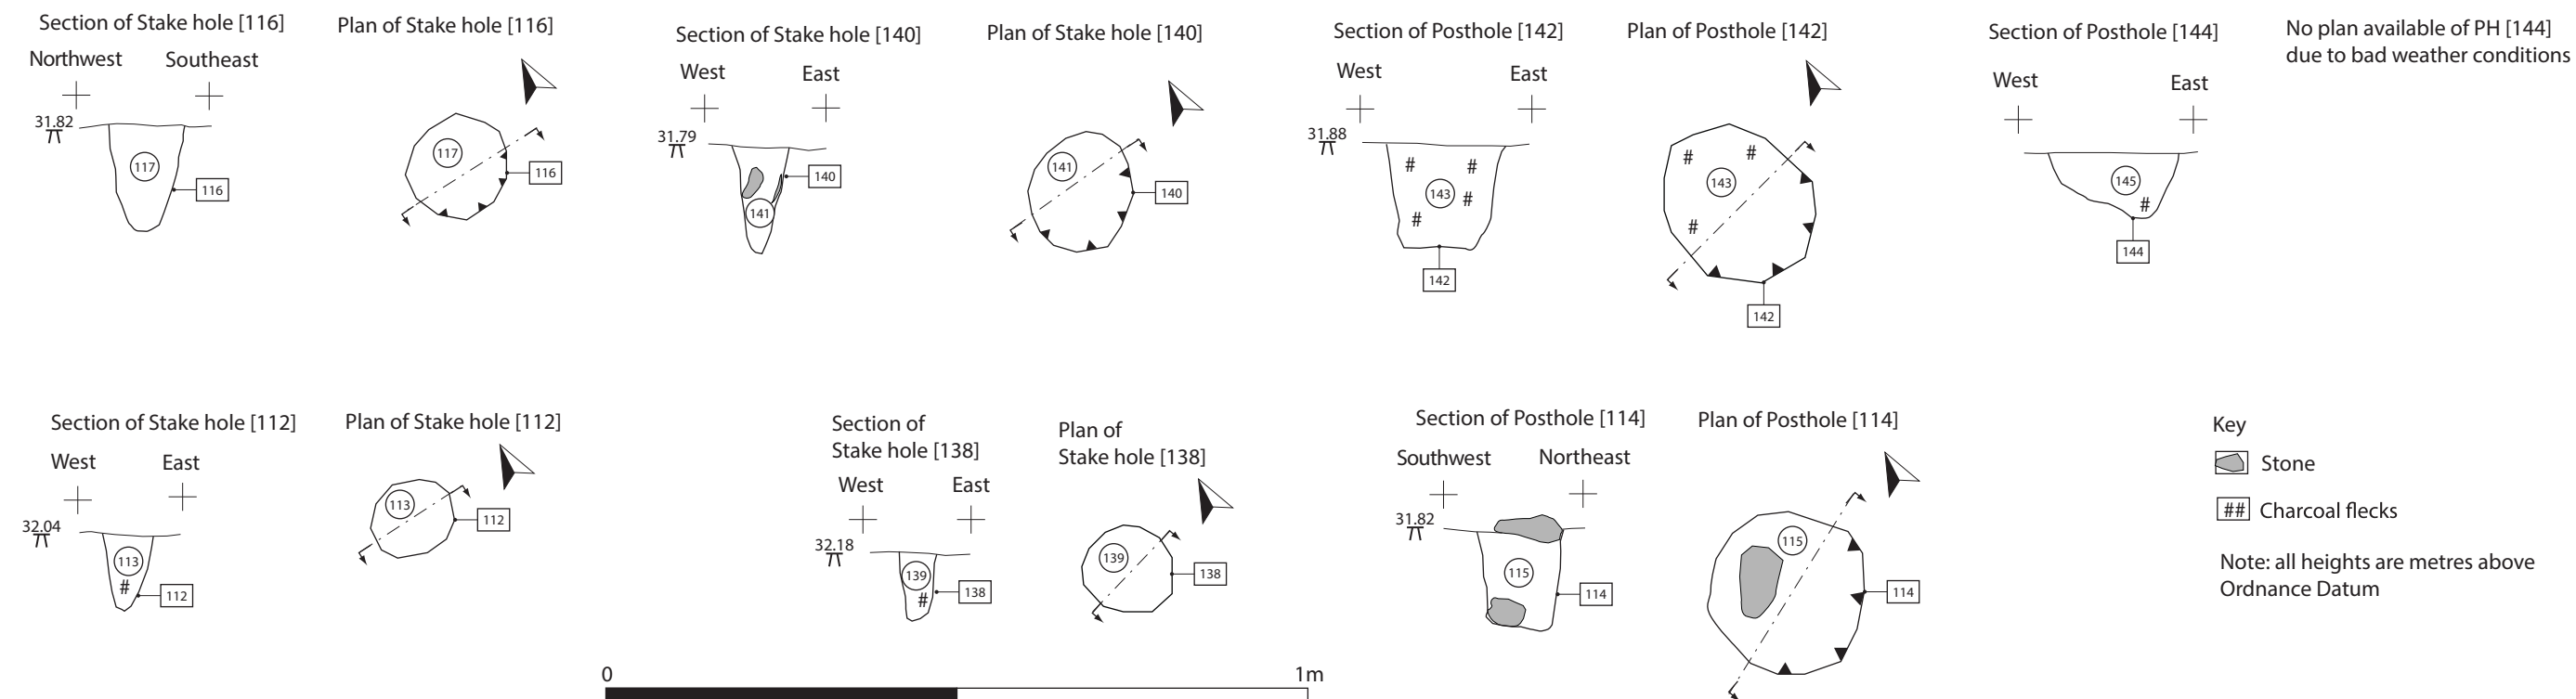 Section of Stake hole [116]
Northwest
Southeast
31.82
117
116
Plan of Stake hole [116]
117
116
Section of Stake hole [140]
West
East
31.79
140
141
Plan of Stake hole [140]
141
140
Section of Posthole [142]
West
East
31.88
#
#
143
#
#
142
Plan of Posthole [142]
#
#
143
#
142
Section of Posthole [144]
West
East
145
#
144
No plan available of PH [144]
due to bad weather conditions
Section of Stake hole [112]
West
East
32.04
113
#
112
Plan of Stake hole [112]
113
112
Section of
Stake hole [138]
West
East
32.18
139
#
138
Plan of
Stake hole [138]
139
138
Section of Posthole [114]
Southwest
Northeast
31.82
115
114
Plan of Posthole [114]
115
114
Key
Stone
## Charcoal flecks
Note: all heights are metres above
Ordnance Datum
0
1m